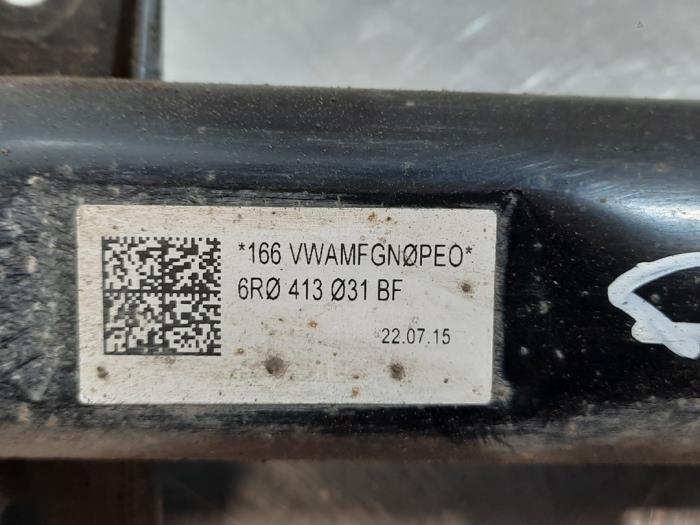 *166 VWAMFGNØPEO*
6RØ 413 Ø31 BF
22.07.15